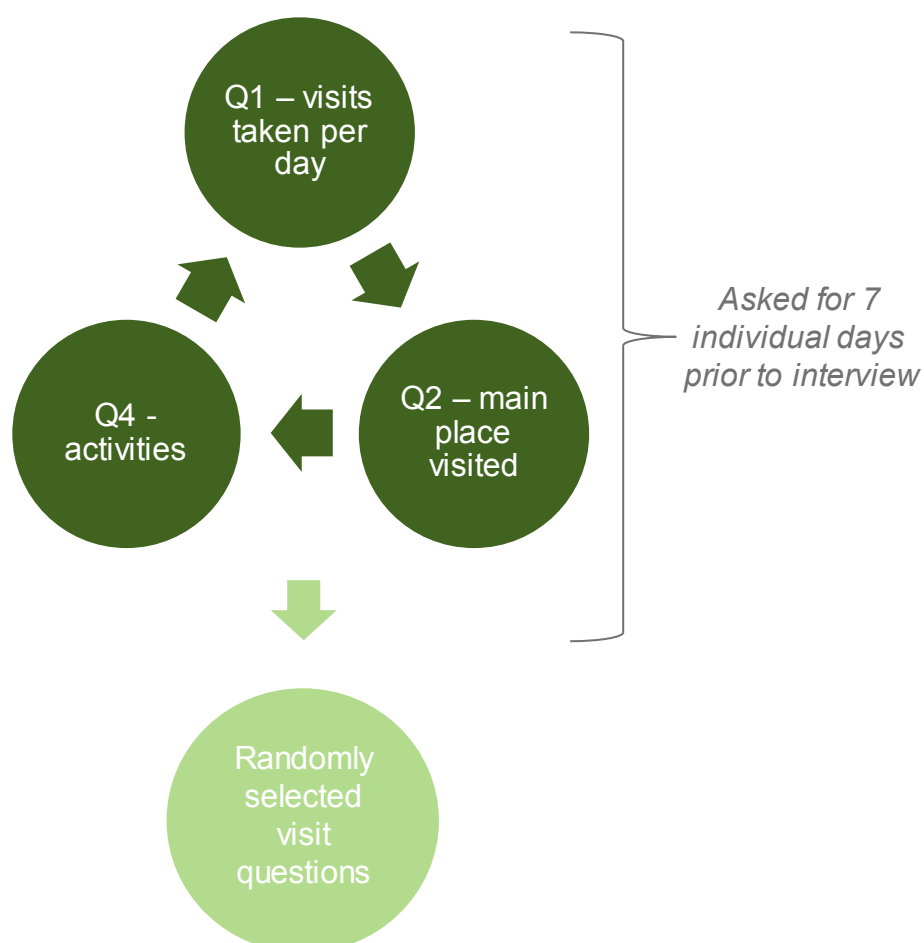 Q1 – visits
taken per
day
Asked for 7
individual days
prior to interview
Q4 -
activities
Q2 – main
place
visited
Randomly
selected
visit
questions